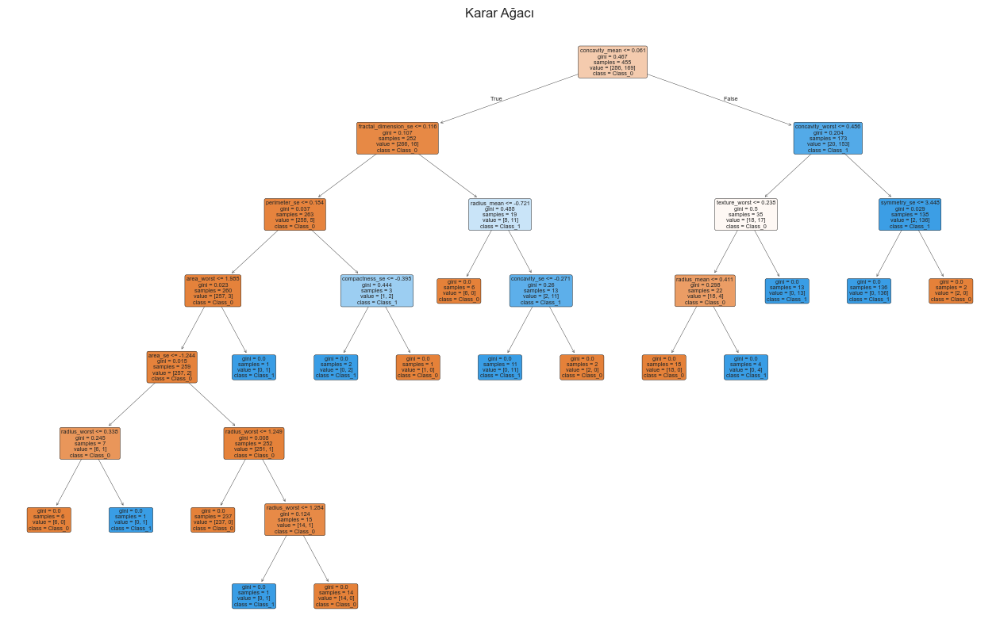 Karar Ağacı
concavity_mean <= 0.061
gini = 0.467
samples = 455
value = [286, 169]
class = Class_0
True
False
fractal_dimension_se <= 0.116
gini = 0.107
samples = 282
value = [266, 16]
class = Class_0
concavity_worst <= 0.486
gini = 0.204
samples = 173
value = [20, 153]
class = Class_1
perimeter_se <= 0.184
gini = 0.037
samples = 263
value = [258, 5]
class = Class_0
radius_mean <= -0.721
gini = 0.488
samples = 19
value = [8, 11]
class = Class_1
texture_worst <= 0.235
gini = 0.5
samples = 35
value = [18, 17]
class = Class_0
symmetry_se <= 3.448
gini = 0.029
samples = 138
value = [2, 136]
class = Class_1
area_worst <= 1.985
gini = 0.023
samples = 260
value = [257, 3]
class = Class_0
compactness_se <= -0.395
gini = 0.444
samples = 3
value = [1, 2]
class = Class_1
gini = 0.0
samples = 6
value = [6, 0]
class = Class_0
concavity_se <= -0.271
gini = 0.26
samples = 13
value = [2, 11]
class = Class_1
radius_mean <= 0.411
gini = 0.298
samples = 22
value = [18, 4]
class = Class_0
gini = 0.0
samples = 13
value = [0, 13]
class = Class_1
gini = 0.0
samples = 136
value = [0, 136]
class = Class_1
gini = 0.0
samples = 2
value = [2, 0]
class = Class_0
area_se <= -1.244
gini = 0.015
samples = 259
value = [257, 2]
class = Class_0
gini = 0.0
samples = 1
value = [0, 1]
class = Class_1
gini = 0.0
samples = 2
value = [0, 2]
class = Class_1
gini = 0.0
samples = 1
value = [1, 0]
class = Class_0
gini = 0.0
samples = 11
value = [0, 11]
class = Class_1
gini = 0.0
samples = 2
value = [2, 0]
class = Class_0
gini = 0.0
samples = 18
value = [18, 0]
class = Class_0
gini = 0.0
samples = 4
value = [0, 4]
class = Class_1
radius_worst <= 0.335
gini = 0.245
samples = 7
value = [6, 1]
class = Class_0
radius_worst <= 1.249
gini = 0.008
samples = 252
value = [251, 1]
class = Class_0
gini = 0.0
samples = 6
value = [6, 0]
class = Class_0
gini = 0.0
samples = 1
value = [0, 1]
class = Class_1
gini = 0.0
samples = 237
value = [237, 0]
class = Class_0
radius_worst <= 1.284
gini = 0.124
samples = 15
value = [14, 1]
class = Class_0
gini = 0.0
samples = 1
value = [0, 1]
class = Class_1
gini = 0.0
samples = 14
value = [14, 0]
class = Class_0